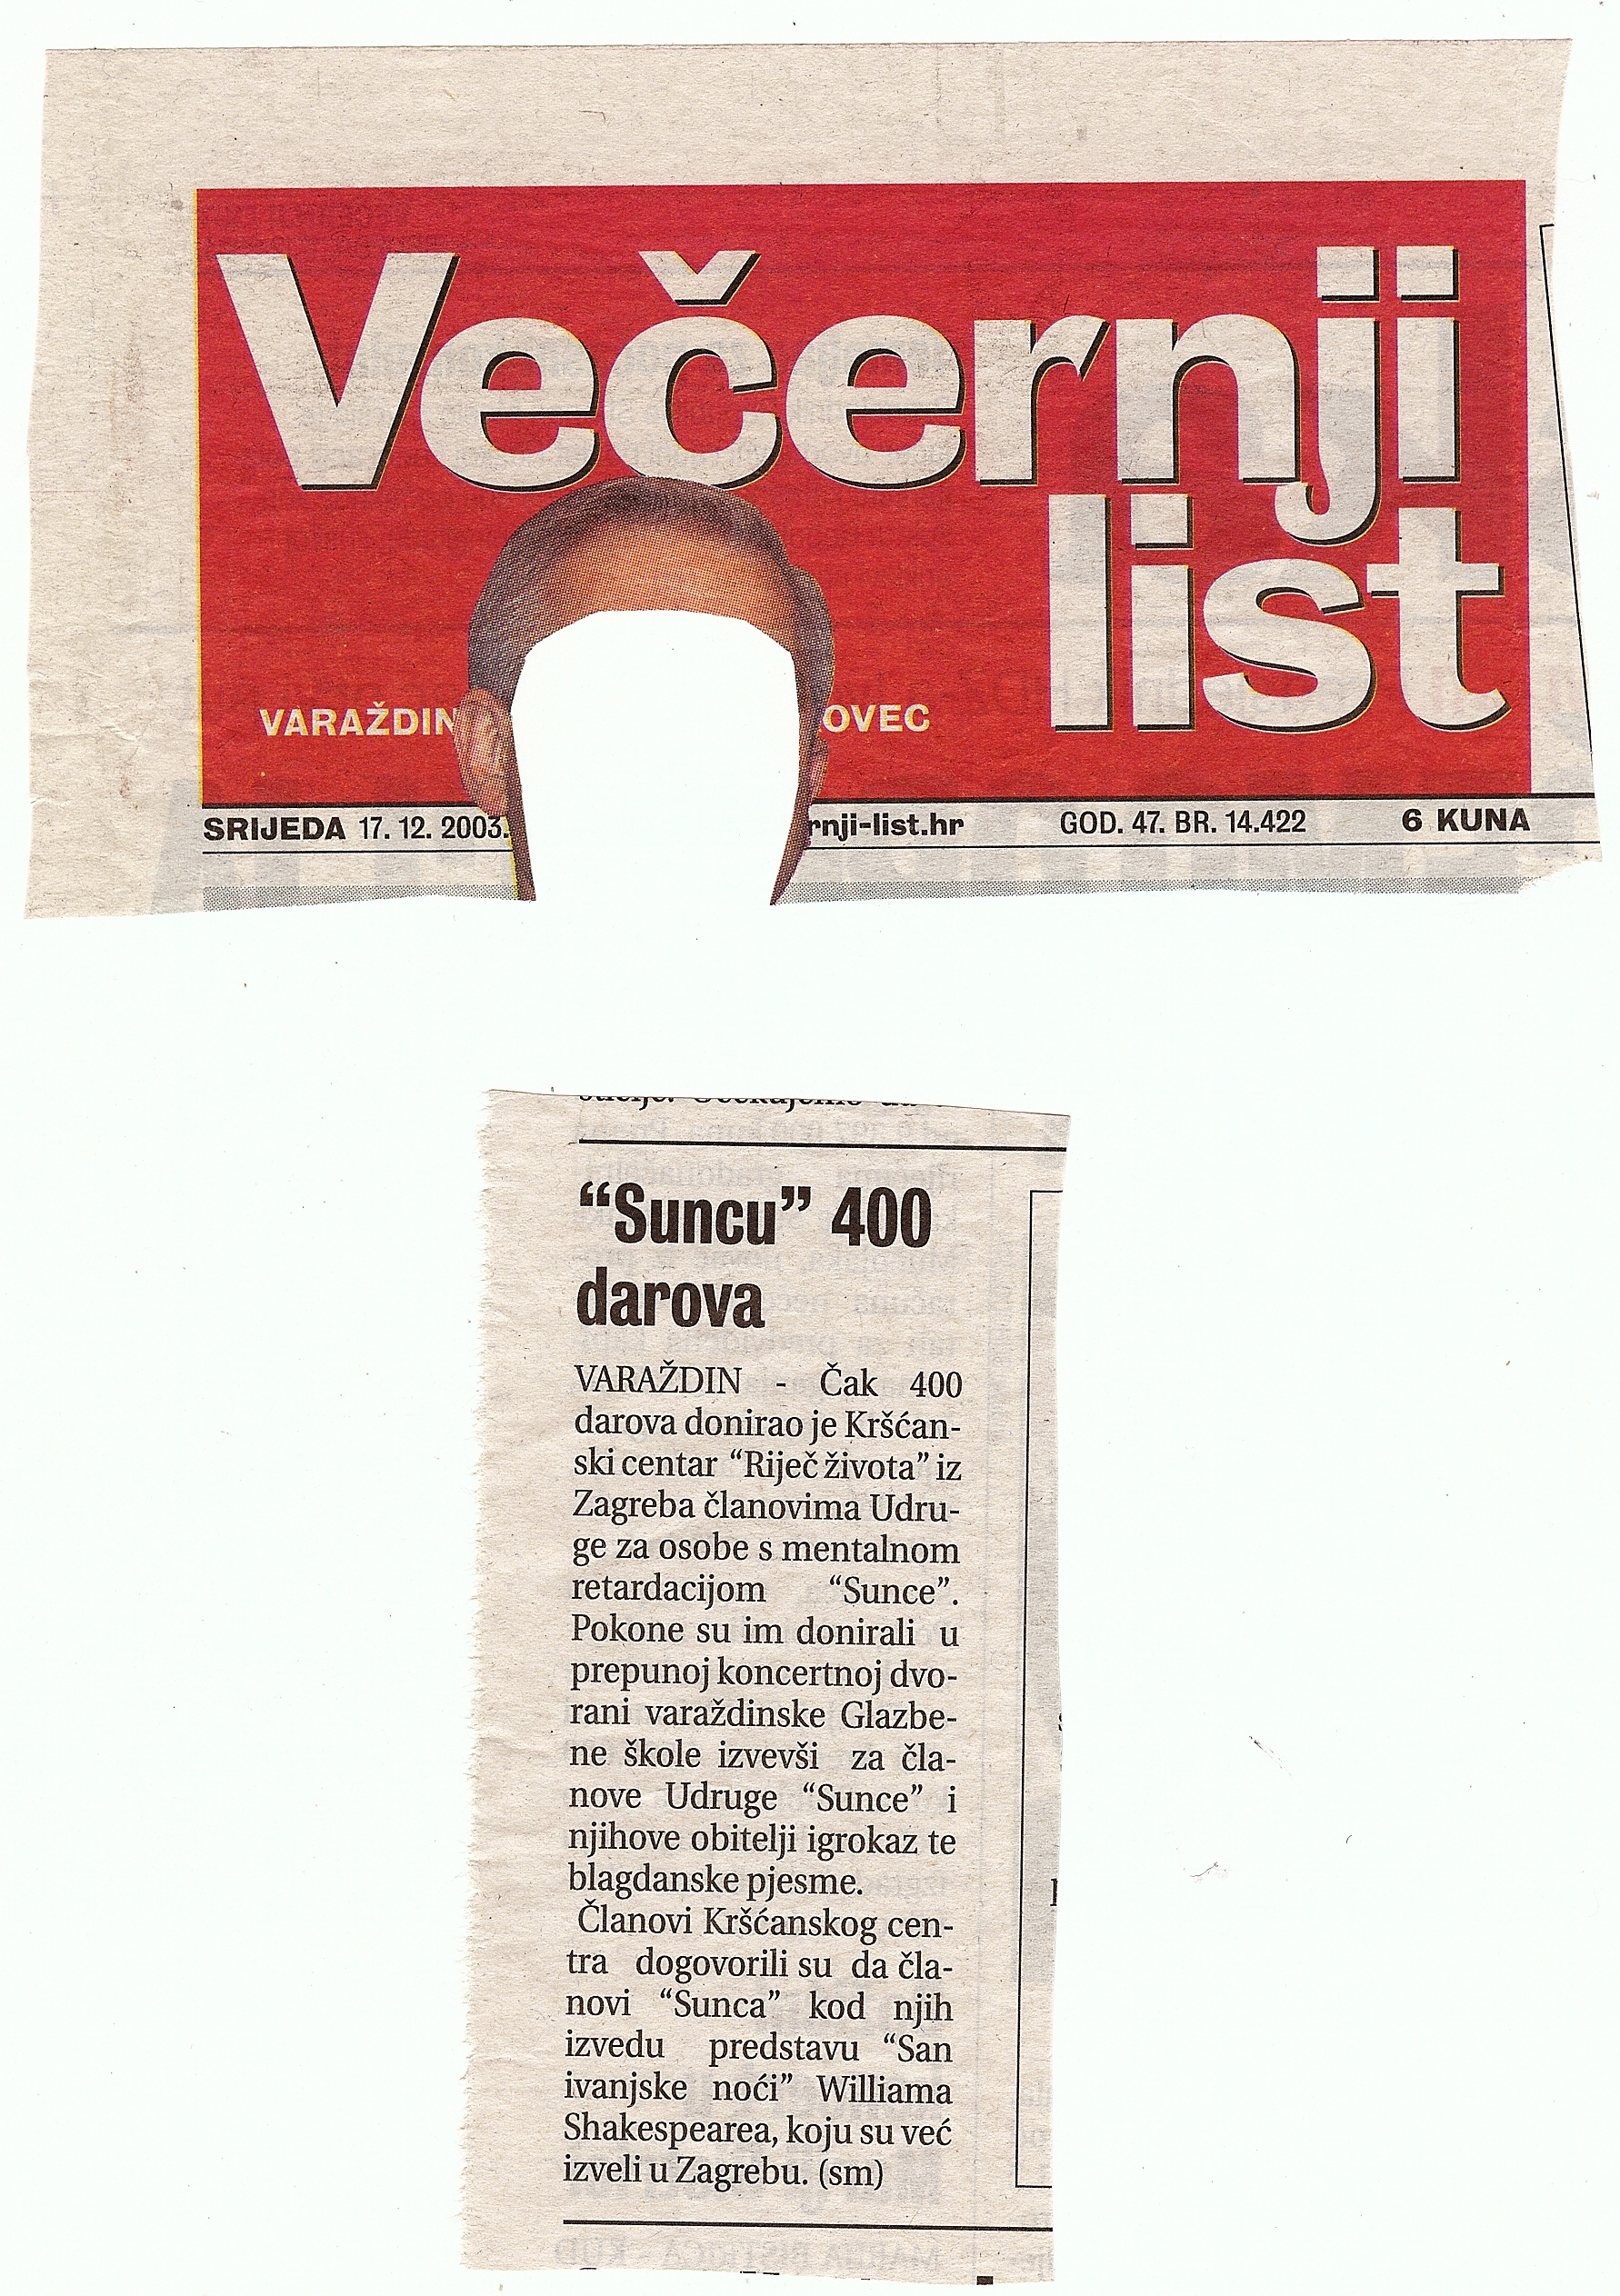 Večernji
list
VARAŽDIN OVEC
SRIJEDA 17. 12. 2003. rnji-list.hr GOD. 47. BR. 14.422 6 KUNA
“Suncu” 400
darova
VARAŽDIN - Čak 400
darova donirao je Kršćan-
ski centar “Riječ života” iz
Zagreba članovima Udru-
ge za osobe s mentalnom
retardacijom “Sunce”.
Pokone su im donirali u
prepunoj koncertnoj dvo-
rani varaždinske Glazbe-
ne škole izvevši za čla-
nove Udruge “Sunce” i
njihove obitelji igrokaz te
blagdanske pjesme.
Članovi Kršćanskog cen-
tra dogovorili su da čla-
novi “Sunca” kod njih
izvedu predstavu “San
ivanjske noći” Williama
Shakespearea, koju su već
izveli u Zagrebu. (sm)